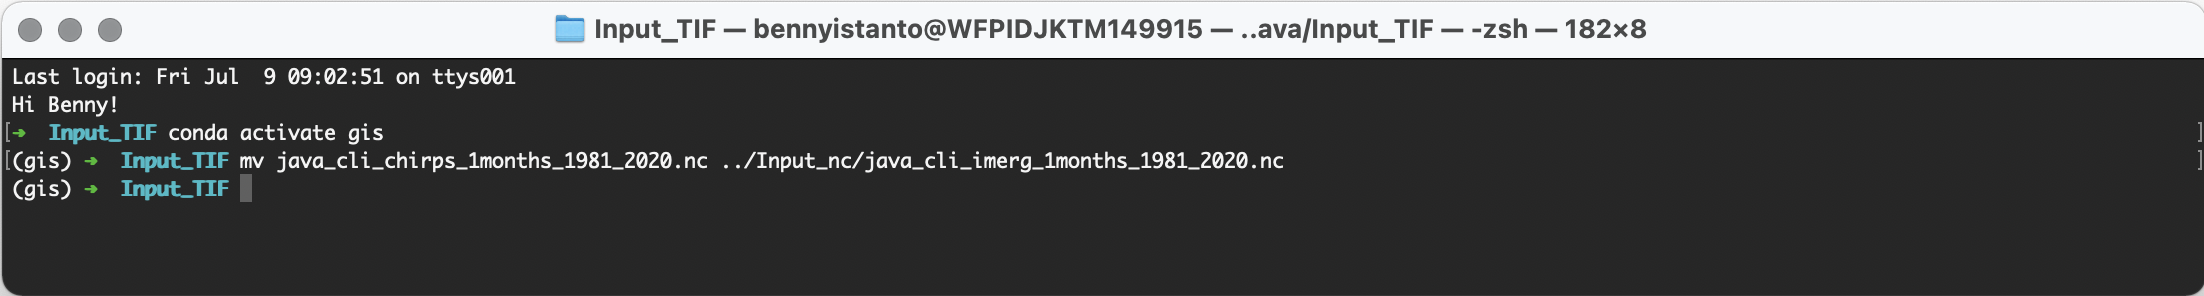 Input_TIF — bennyistanto@WFPIDJKTM149915 — ..ava/Input_TIF — -zsh — 182×8
Last login: Fri Jul  9 09:02:51 on ttys001
Hi Benny!
[➜  Input_TIF conda activate gis ]
[(gis) ➜  Input_TIF mv java_cli_chirps_1months_1981_2020.nc ../Input_nc/java_cli_imerg_1months_1981_2020.nc ]
(gis) ➜  Input_TIF